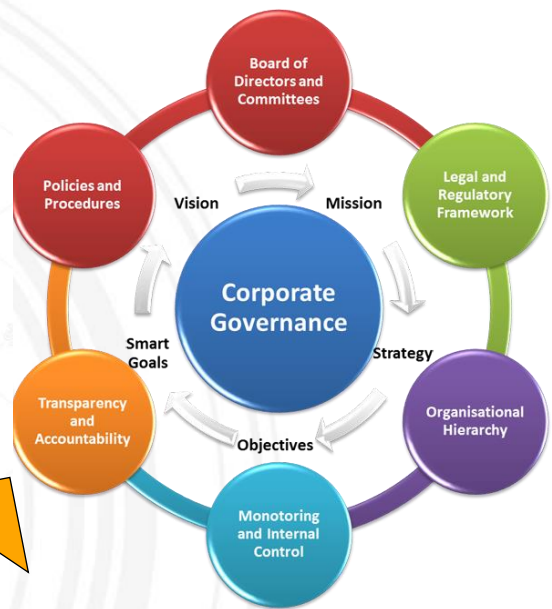 Board of
Directors and
Committees
Policies and
Procedures
Legal and
Regulatory
Framework
Vision
Mission
Corporate
Governance
Smart
Goals
Strategy
Transparency
and
Accountability
Organisational
Hierarchy
Objectives
Monotoring
and Internal
Control